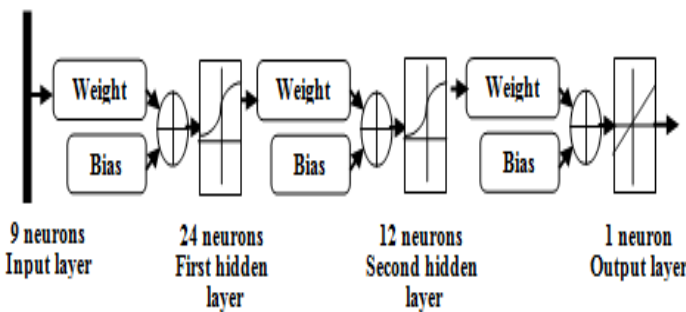 Weight
Bias
Weight
Bias
Weight
Bias
9 neurons
Input layer
24 neurons
First hidden
layer
12 neurons
Second hidden
layer
1 neuron
Output layer